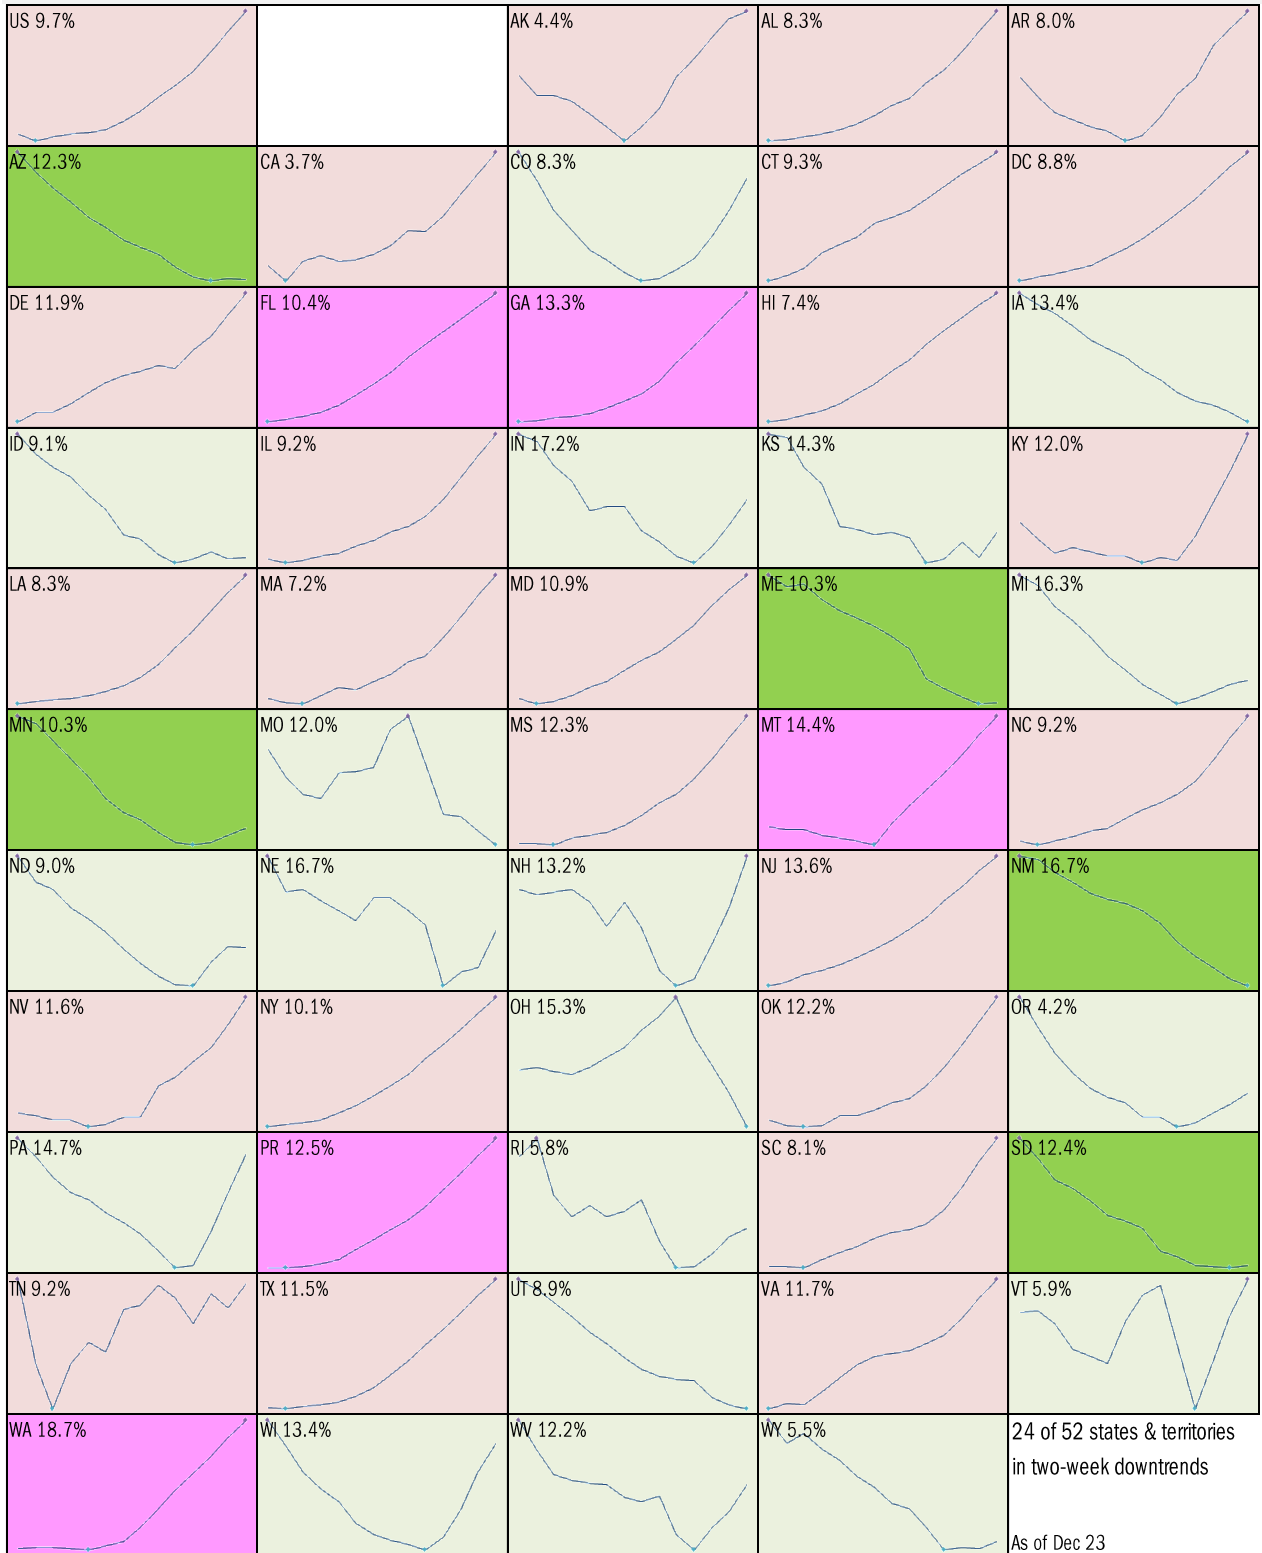 US 9.7%
AK 4.4%
AL 8.3%
AR 8.0%
AZ 12.3%
CA 3.7%
CO 8.3%
CT 9.3%
DC 8.8%
DE 11.9%
FL 10.4%
GA 13.3%
HI 7.4%
IA 13.4%
ID 9.1%
IL 9.2%
IN 17.2%
KS 14.3%
KY 12.0%
LA 8.3%
MA 7.2%
MD 10.9%
ME 10.3%
MI 16.3%
MN 10.3%
MO 12.0%
MS 12.3%
MT 14.4%
NC 9.2%
ND 9.0%
NE 16.7%
NH 13.2%
NJ 13.6%
NM 16.7%
NV 11.6%
NY 10.1%
OH 15.3%
OK 12.2%
OR 4.2%
PA 14.7%
PR 12.5%
RI 5.8%
SC 8.1%
SD 12.4%
TN 9.2%
TX 11.5%
UT 8.9%
VA 11.7%
VT 5.9%
WA 18.7%
WI 13.4%
WV 12.2%
WY 5.5%
24 of 52 states & territories
in two-week downtrends
As of Dec 23